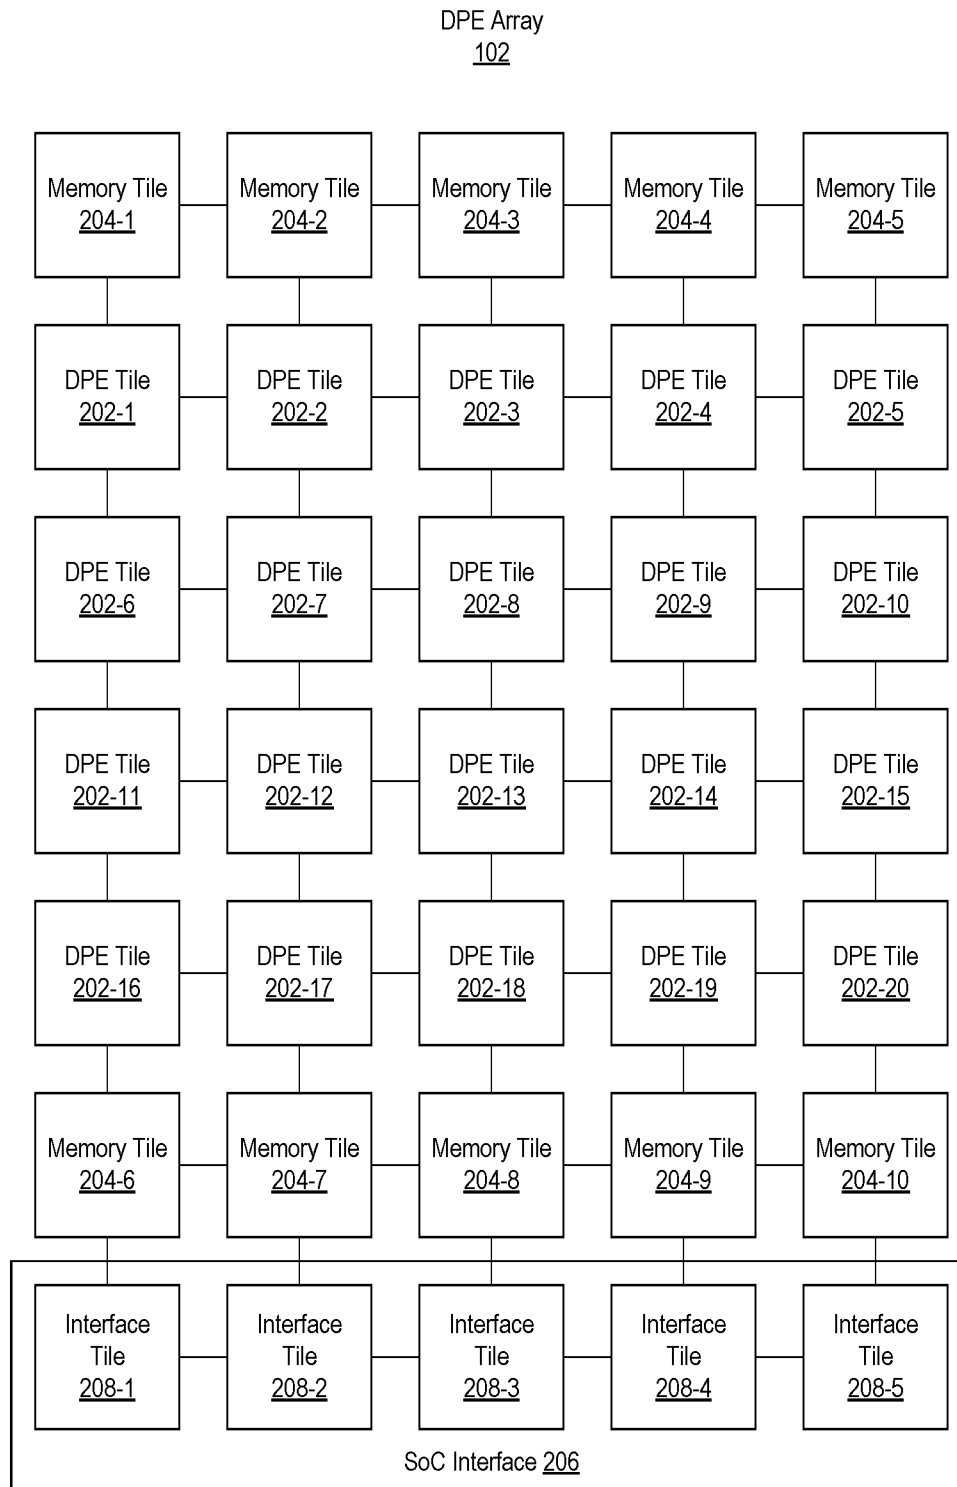 DPE Array
102
Memory Tile
204-1
Memory Tile
204-2
Memory Tile
204-3
Memory Tile
204-4
Memory Tile
204-5
DPE Tile
202-1
DPE Tile
202-2
DPE Tile
202-3
DPE Tile
202-4
DPE Tile
202-5
DPE Tile
202-6
DPE Tile
202-7
DPE Tile
202-8
DPE Tile
202-9
DPE Tile
202-10
DPE Tile
202-11
DPE Tile
202-12
DPE Tile
202-13
DPE Tile
202-14
DPE Tile
202-15
DPE Tile
202-16
DPE Tile
202-17
DPE Tile
202-18
DPE Tile
202-19
DPE Tile
202-20
Memory Tile
204-6
Memory Tile
204-7
Memory Tile
204-8
Memory Tile
204-9
Memory Tile
204-10
Interface
Tile
208-1
Interface
Tile
208-2
Interface
Tile
208-3
Interface
Tile
208-4
Interface
Tile
208-5
SoC Interface 206